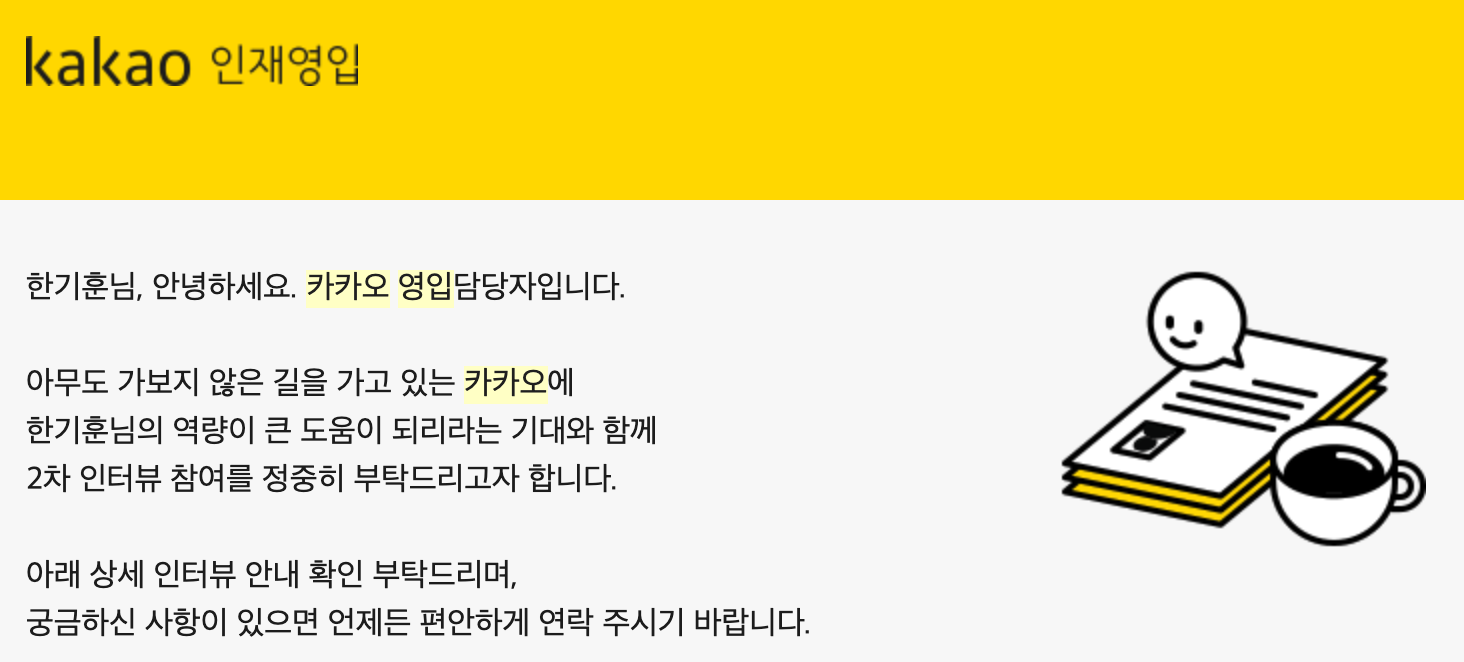 kakao 인재영입
한기훈님, 안녕하세요. 카카오 영입담당자입니다.
아무도 가보지 않은 길을 가고 있는 카카오에
한기훈님의 역량이 큰 도움이 되리라는 기대와 함께
2차 인터뷰 참여를 정중히 부탁드리고자 합니다.
아래 상세 인터뷰 안내 확인 부탁드리며,
궁금하신 사항이 있으면 언제든 편안하게 연락 주시기 바랍니다.